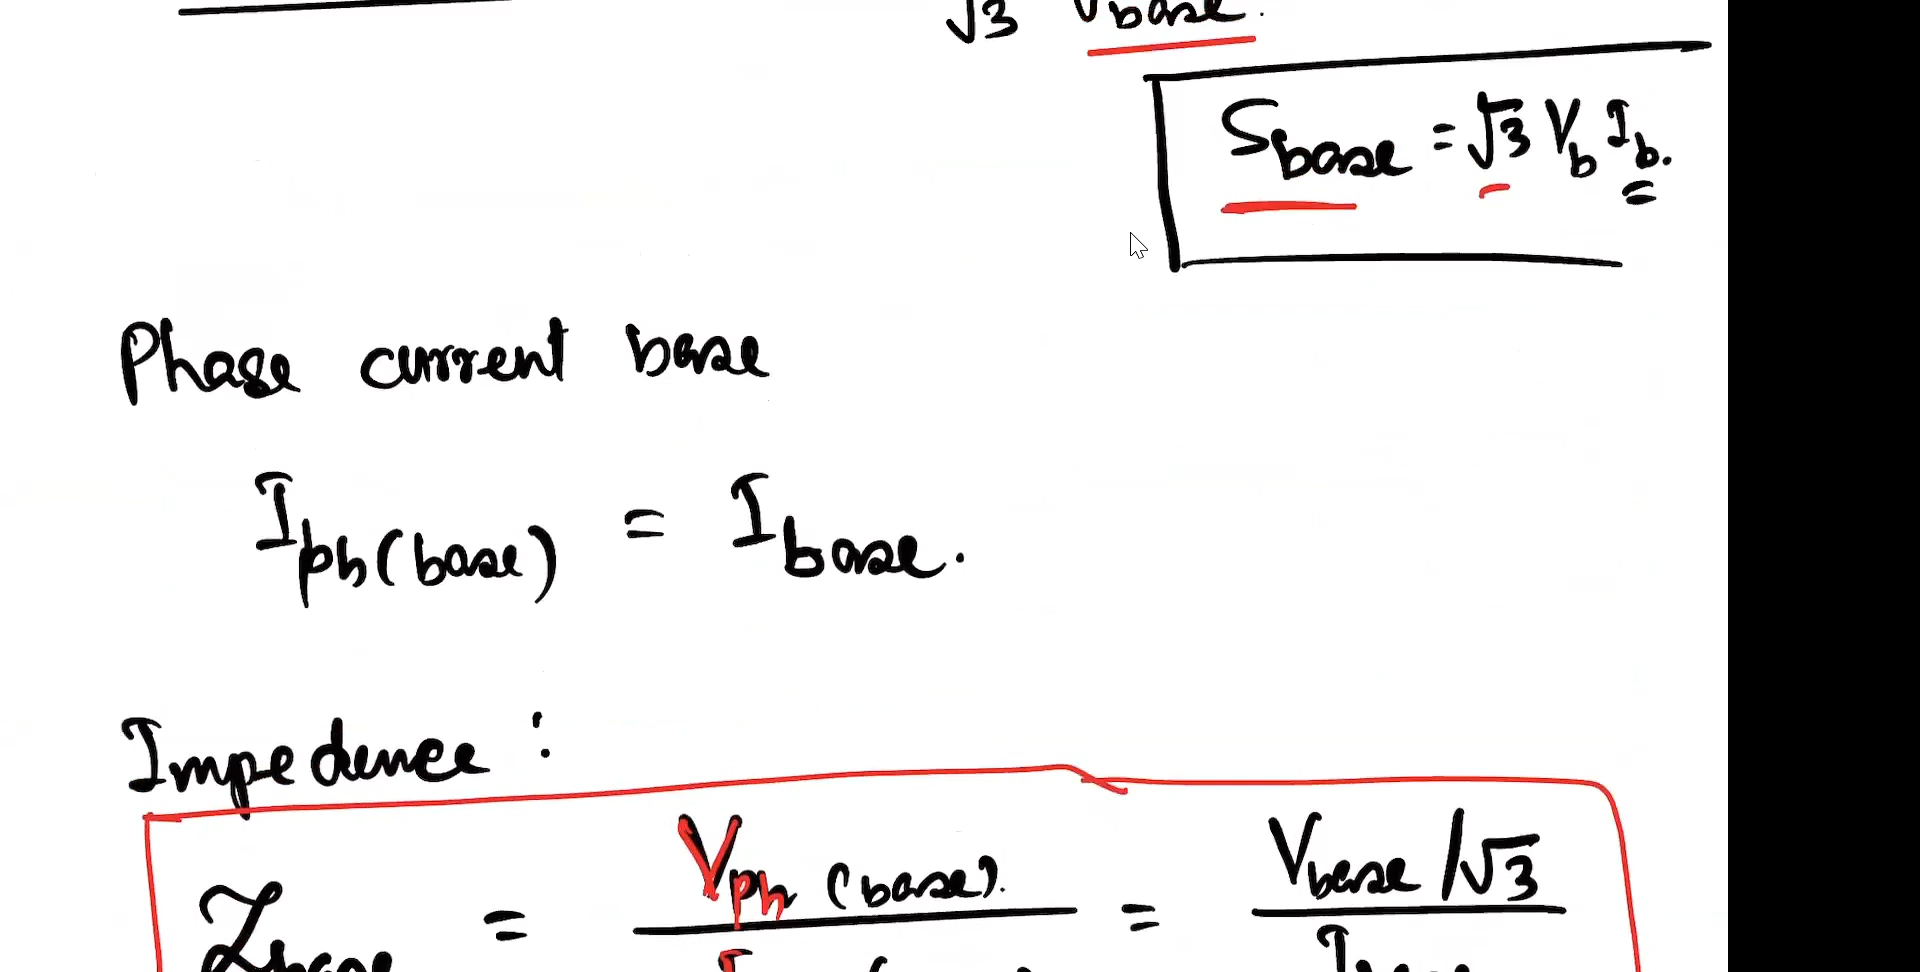 √3 Vbase.
Sbase = √3 Vb Ib.
Phase current base
Iph(base) = Ibase.
Impedence :
Zbase = Vph (base) / = Vbase/√3 /